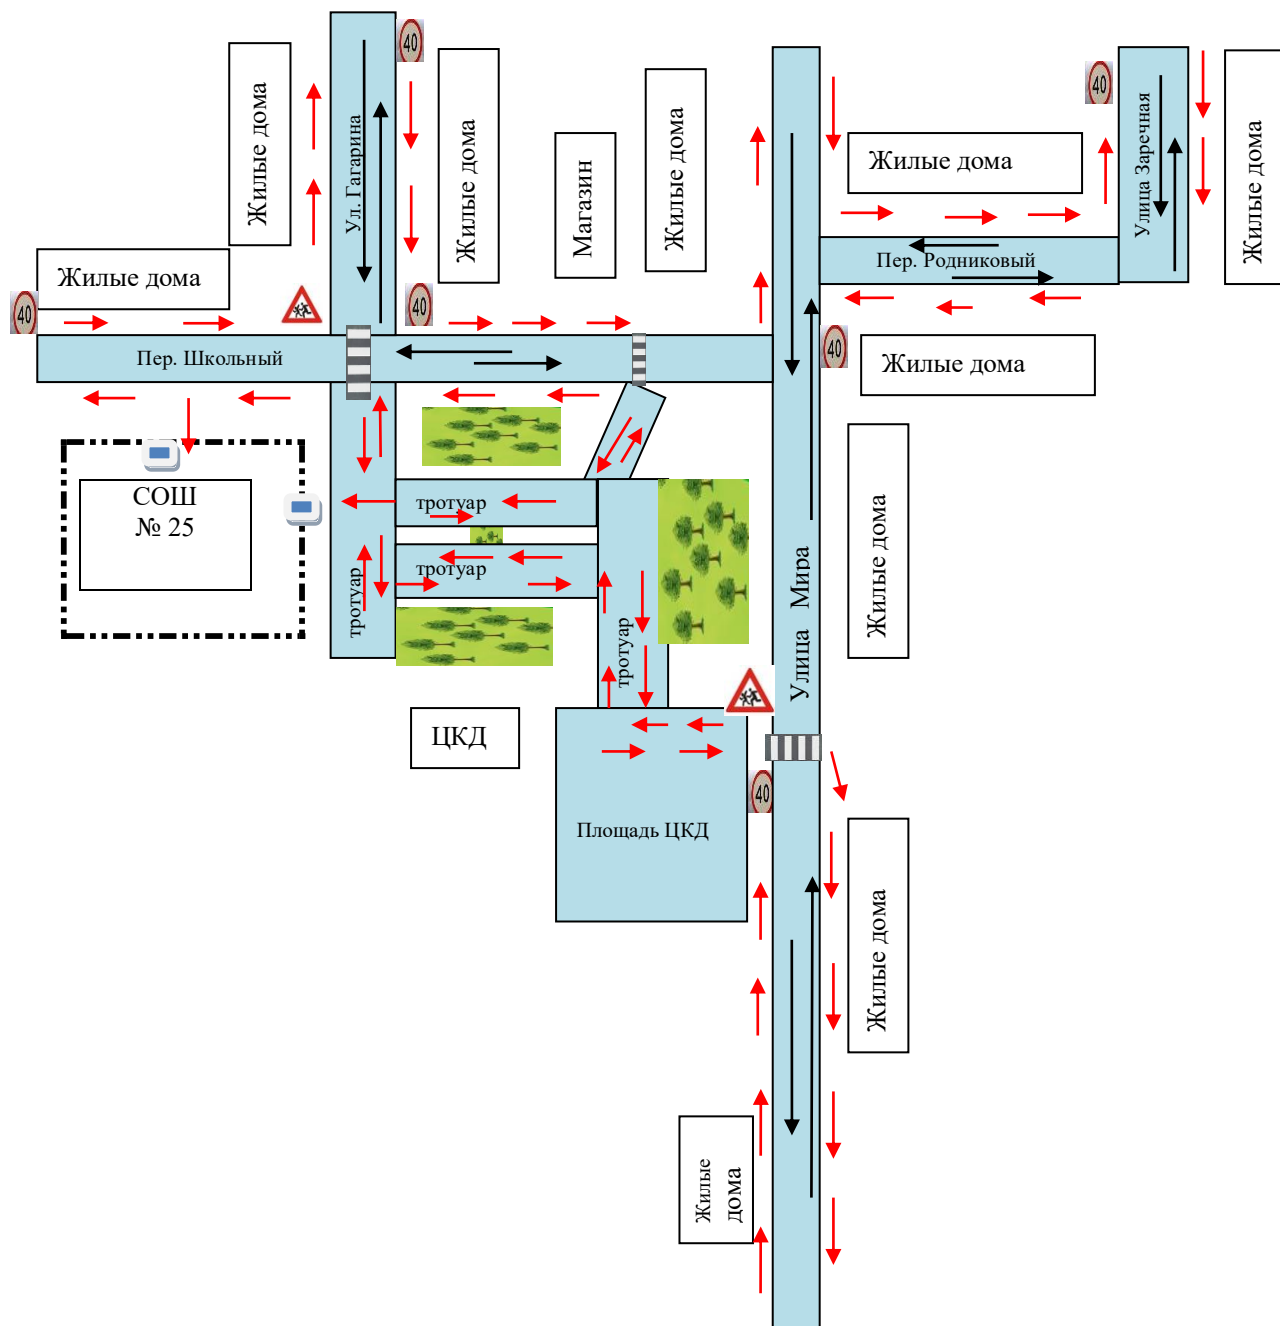 40
40
Жилые дома
Жилые дома
Ул. Гагарина
Жилые дома
Магазин
Жилые дома
Жилые дома
Улица Заречная
Жилые дома
Пер. Родниковый
40
40
40
Жилые дома
Пер. Школьный
СОШ
№ 25
тротуар
тротуар
тротуар
тротуар
Улица Мира
Жилые дома
ЦКД
40
Площадь ЦКД
Жилые дома
Жилые
дома